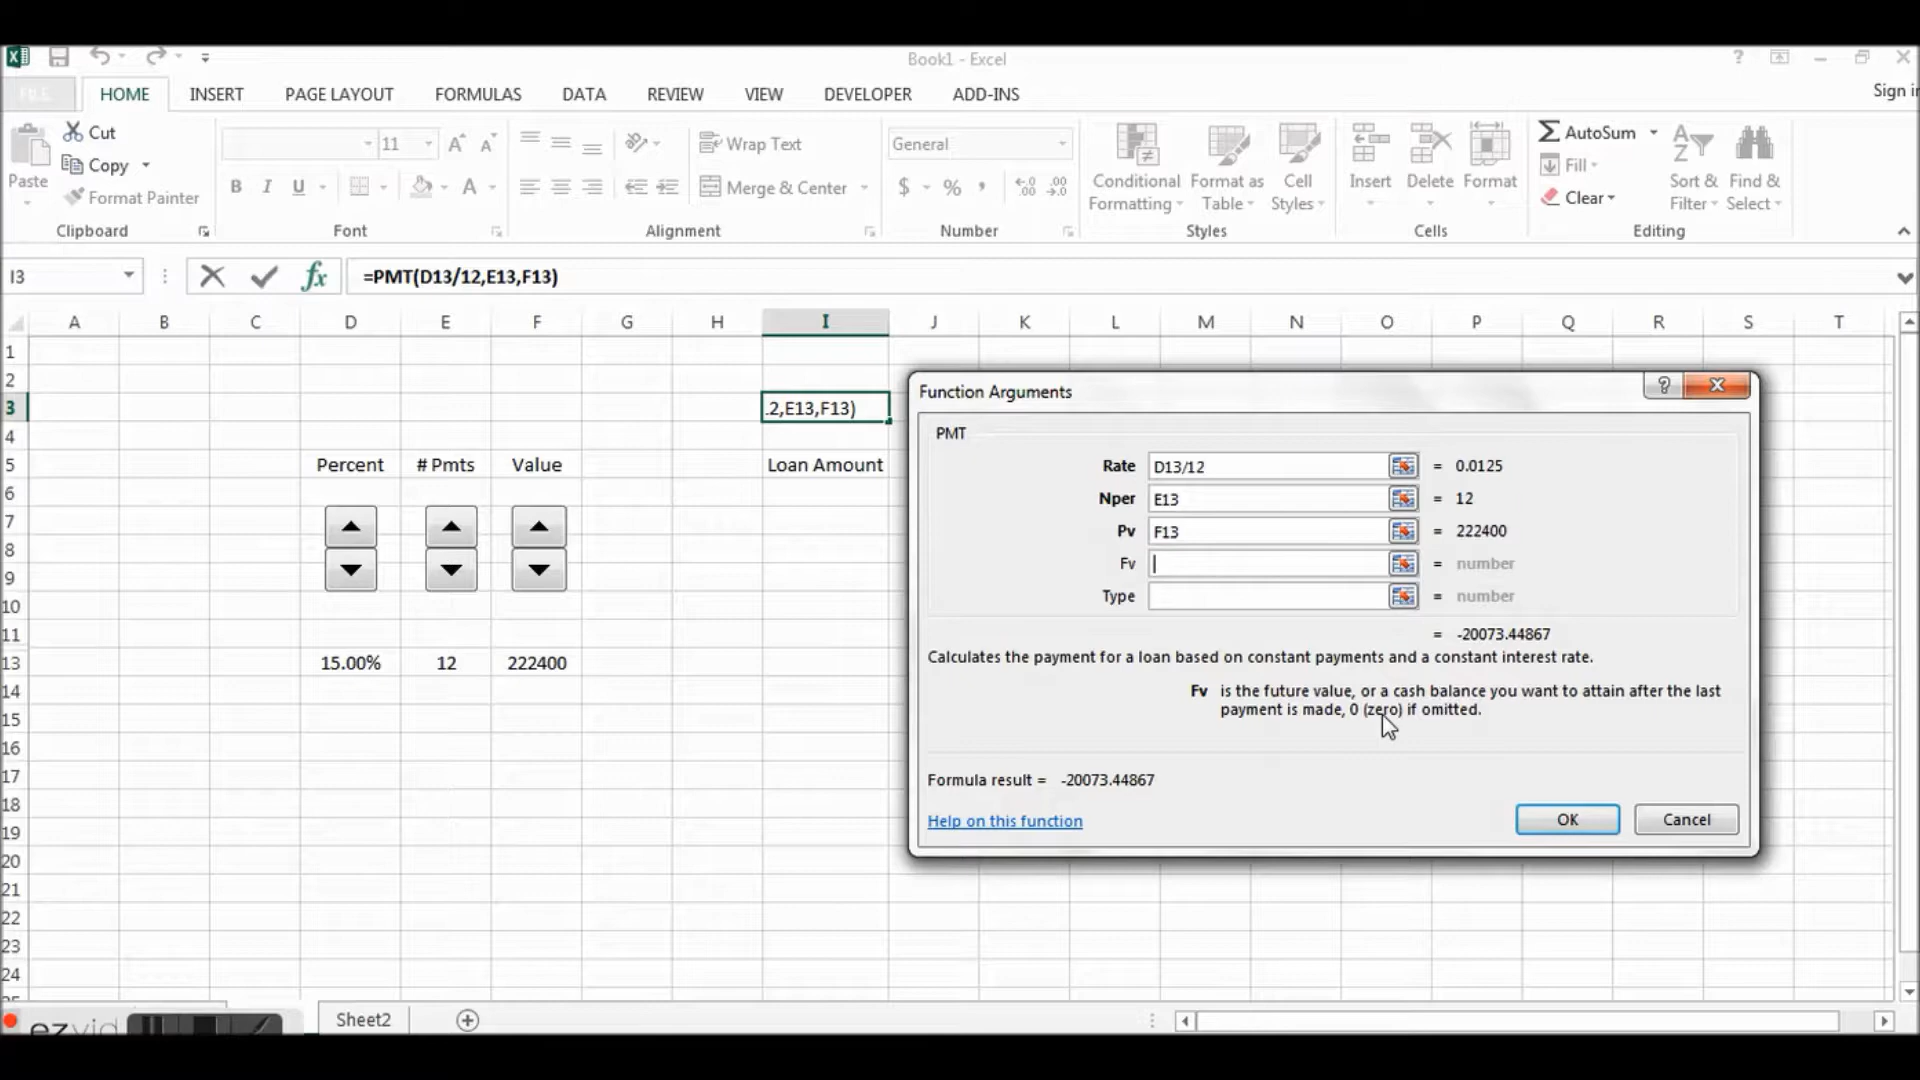 Book1 - Excel
?
FILE HOME INSERT PAGE LAYOUT FORMULAS DATA REVIEW VIEW DEVELOPER ADD-INS Sign in
Paste
Cut
Copy
Format Painter
Clipboard
11
A A
B I U A
Font
Wrap Text
Merge & Center
Alignment
General
$ % , .00 .00
Number
Conditional Formatting
Format as Table
Cell Styles
Styles
Insert Delete Format
Cells
AutoSum
Fill
Clear
Sort & Filter
Find & Select
Editing
I3 fx =PMT(D13/12,E13,F13)
A B C D E F G H I J K L M N O P Q R S T
1
2
3 .2,E13,F13)
4
5 Percent # Pmts Value Loan Amount
6
7
8
9
10
11
13 15.00% 12 222400
14
15
16
17
18
19
20
21
22
23
24
Function Arguments ?
PMT
Rate D13/12 = 0.0125
Nper E13 = 12
Pv F13 = 222400
Fv = number
Type = number
= -20073.44867
Calculates the payment for a loan based on constant payments and a constant interest rate.
Fv is the future value, or a cash balance you want to attain after the last
payment is made, 0 (zero) if omitted.
Formula result = -20073.44867
Help on this function OK Cancel
ezvid Sheet2